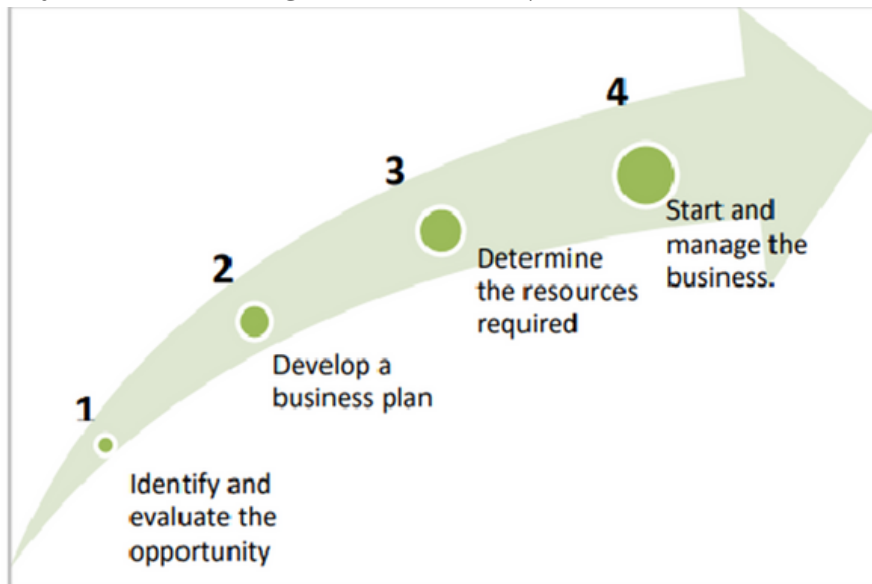 1
Identify and
evaluate the
opportunity
2
Develop a
business plan
3
Determine
the resources
required
4
Start and
manage the
business.